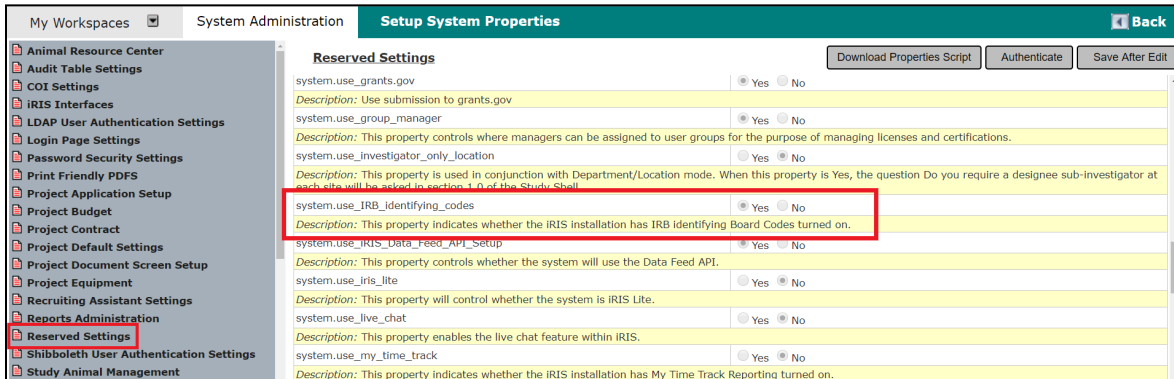 My Workspaces
System Administration
Setup System Properties
Back
Animal Resource Center
Audit Table Settings
COI Settings
iRIS Interfaces
LDAP User Authentication Settings
Login Page Settings
Password Security Settings
Print Friendly PDFS
Project Application Setup
Project Budget
Project Contract
Project Default Settings
Project Document Screen Setup
Project Equipment
Recruiting Assistant Settings
Reports Administration
Reserved Settings
Shibboleth User Authentication Settings
Study Animal Management
Reserved Settings
Download Properties Script
Authenticate
Save After Edit
system.use_grants.gov Yes No
Description: Use submission to grants.gov
system.use_group_manager Yes No
Description: This property controls where managers can be assigned to user groups for the purpose of managing licenses and certifications.
system.use_investigator_only_location Yes No
Description: This property is used in conjunction with Department/Location mode. When this property is Yes, the question Do you require a designee sub-investigator at
each site will be asked in section 1.0 of the Study Shell
system.use_IRB_identifying_codes Yes No
Description: This property indicates whether the iRIS installation has IRB identifying Board Codes turned on.
system.use_iRIS_Data_Feed_API_Setup Yes No
Description: This property controls whether the system will use the Data Feed API.
system.use_iris_lite Yes No
Description: This property will control whether the system is iRIS Lite.
system.use_live_chat Yes No
Description: This property enables the live chat feature within iRIS.
system.use_my_time_track Yes No
Description: This property indicates whether the iRIS installation has My Time Track Reporting turned on.